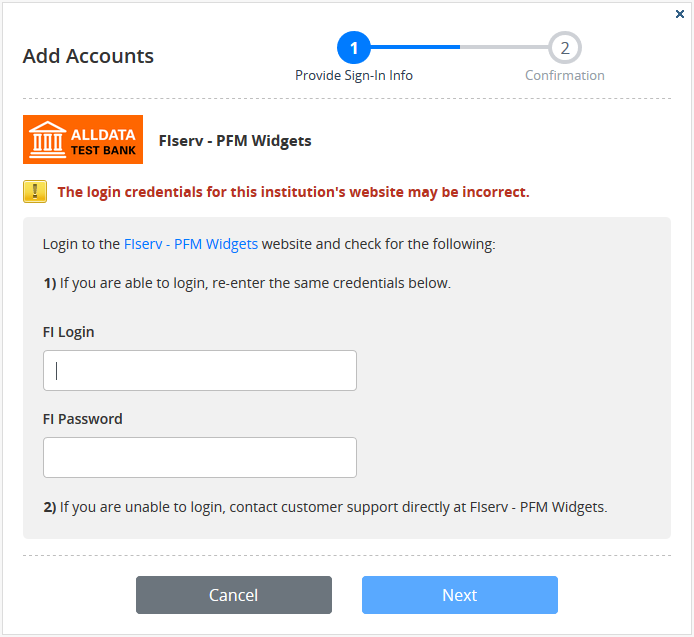 ×
Add Accounts
1
2
Provide Sign-In Info
Confirmation
ALLDATA
TEST BANK
FIserv - PFM Widgets
!
The login credentials for this institution's website may be incorrect.
Login to the FIserv - PFM Widgets website and check for the following:
1) If you are able to login, re-enter the same credentials below.
FI Login
FI Password
2) If you are unable to login, contact customer support directly at FIserv - PFM Widgets.
Cancel
Next